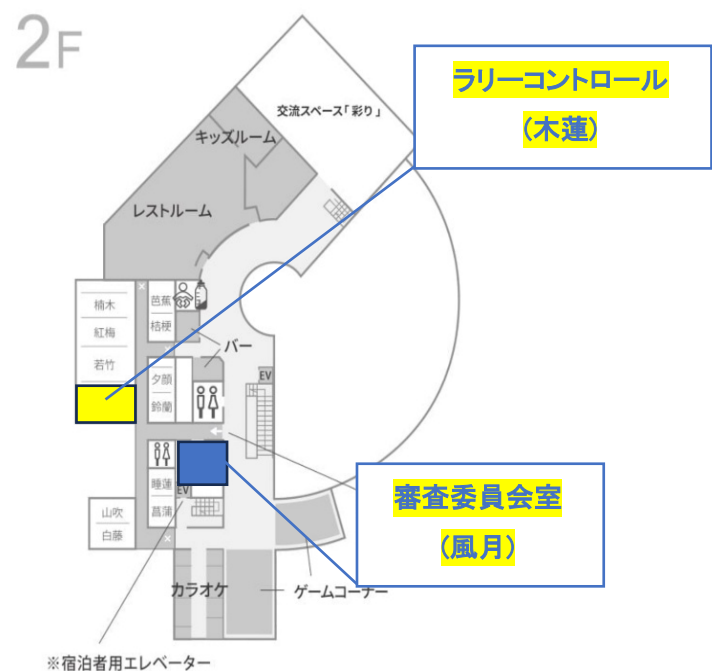 2F
ラリーコントロール
(木蓮)
交流スペース「彩り」
キッズルーム
レストルーム
楠木
紅梅
若竹
芭蕉
桔梗
バー
夕顔
鈴蘭
EV
睡蓮
EV
菖蒲
山吹
白藤
審査委員会室
(風月)
カラオケ
ゲームコーナー
※宿泊者用エレベーター